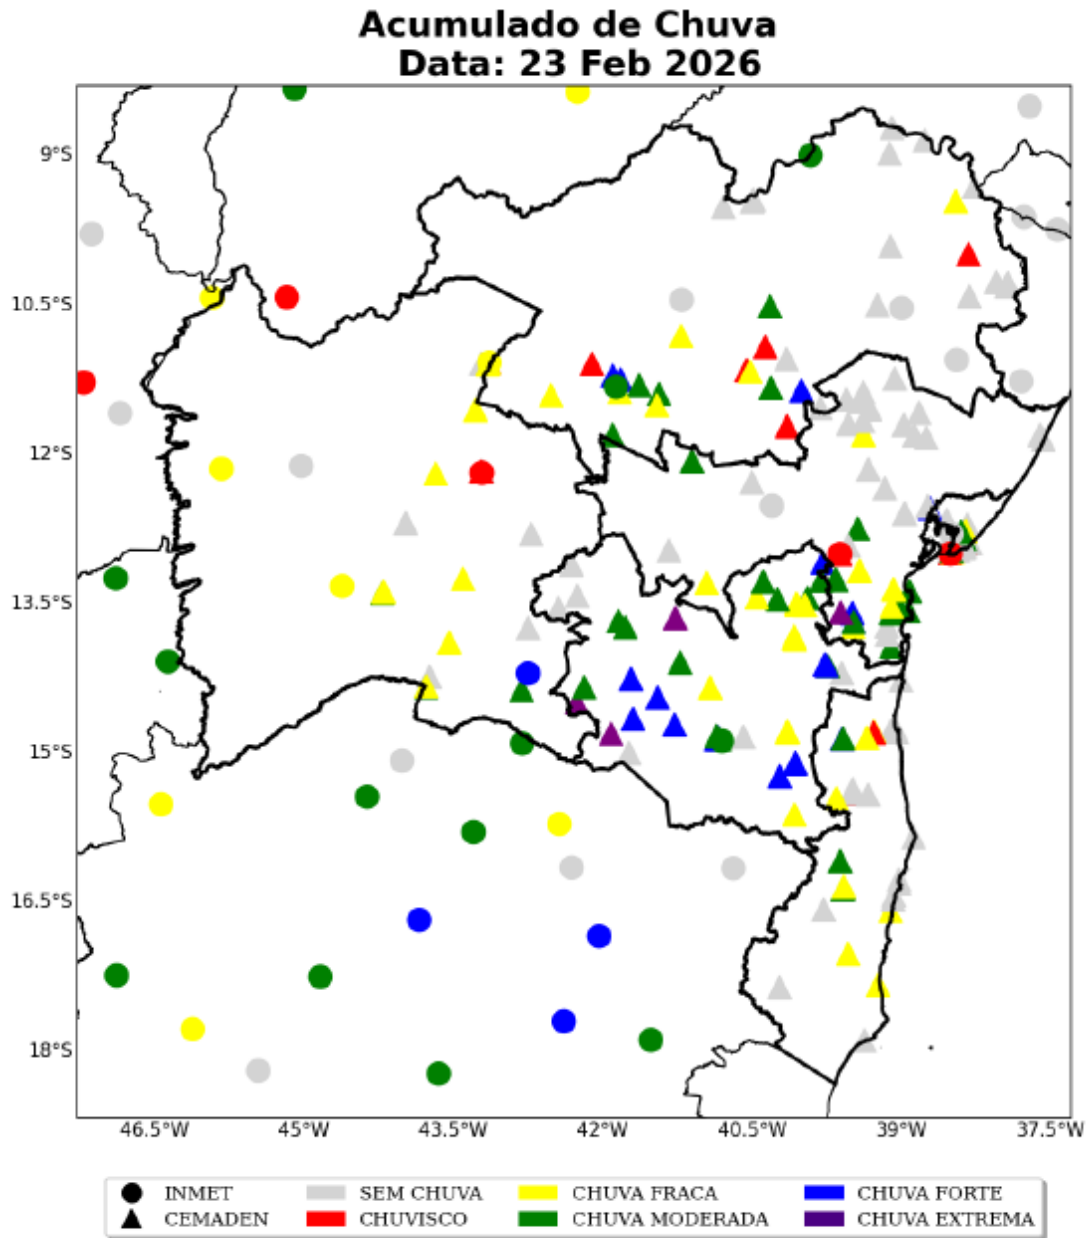 Acumulado de Chuva
Data: 23 Feb 2026
9°S
10.5°S
12°S
13.5°S
15°S
16.5°S
18°S
46.5°W 45°W 43.5°W 42°W 40.5°W 39°W 37.5°W
INMET SEM CHUVA CHUVA FRACA CHUVA FORTE
CEMADEN CHUVISCO CHUVA MODERADA CHUVA EXTREMA